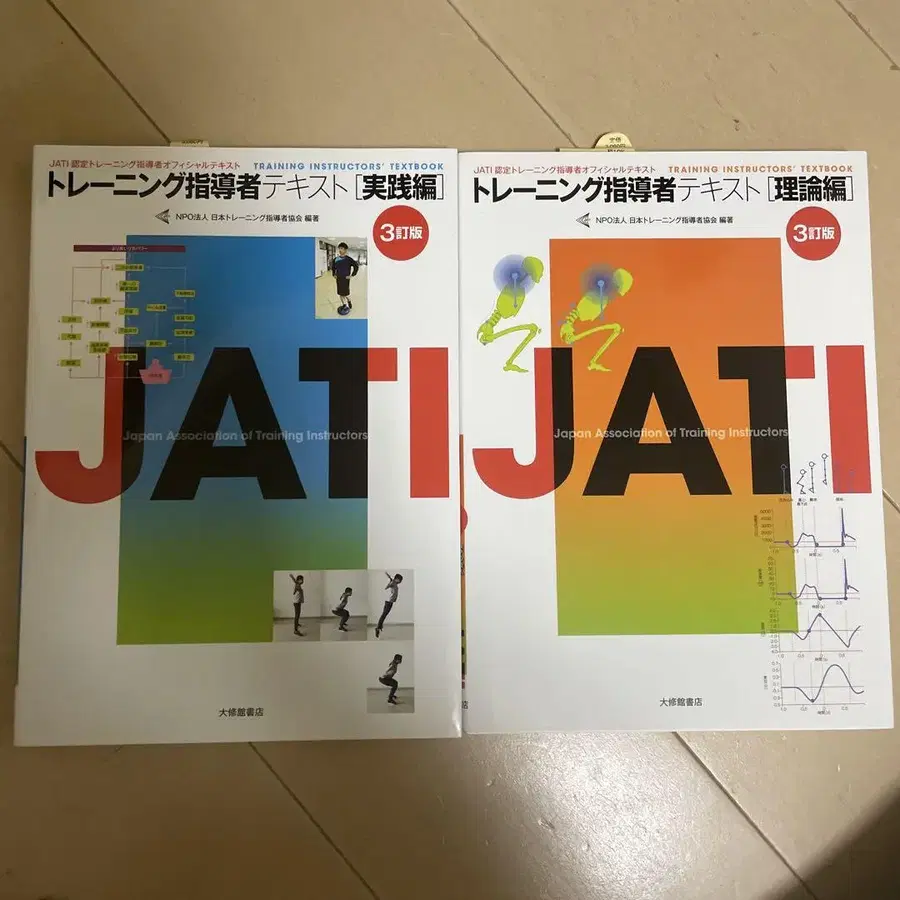 JATI 認定トレーニング指導者オフィシャルテキスト TRAINING INSTRUCTORS' TEXTBOOK
トレーニング指導者テキスト[実践編]
NPO法人 日本トレーニング指導者協会 編著
3訂版
JATI
Japan Association of Training Instructors
大修館書店
JATI 認定トレーニング指導者オフィシャルテキスト TRAINING INSTRUCTORS' TEXTBOOK
トレーニング指導者テキスト[理論編]
NPO法人 日本トレーニング指導者協会 編著
3訂版
JATI
Japan Association of Training Instructors
大修館書店